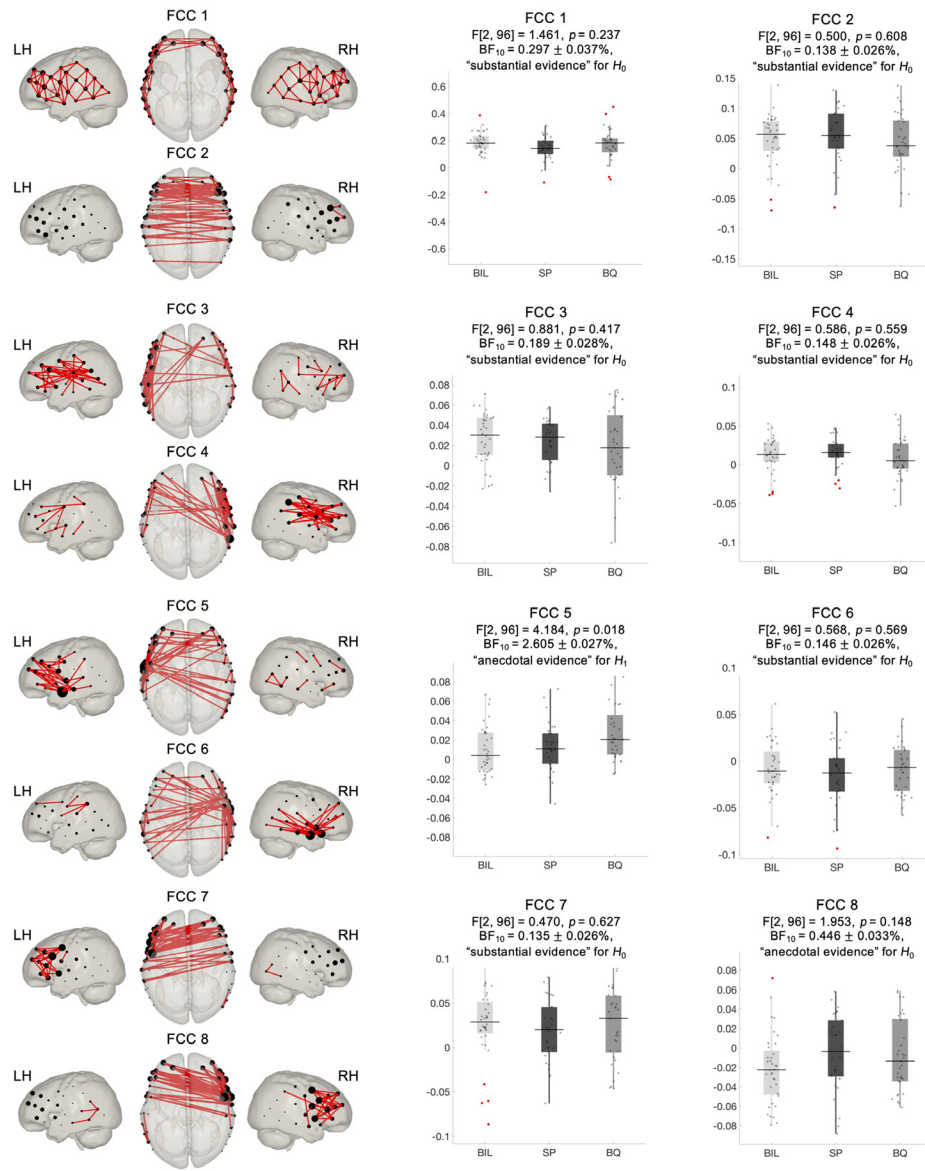 FCC 1
LH
RH
FCC 2
LH
RH
FCC 3
LH
RH
FCC 4
LH
RH
FCC 5
LH
RH
FCC 6
LH
RH
FCC 7
LH
RH
FCC 8
LH
RH
FCC 1
F[2, 96] = 1.461, p = 0.237
BF₁₀ = 0.297 ± 0.037%,
“substantial evidence” for H₀
0.6
0.4
0.2
0
-0.2
-0.4
-0.6
BIL SP BQ
FCC 2
F[2, 96] = 0.500, p = 0.608
BF₁₀ = 0.138 ± 0.026%,
“substantial evidence” for H₀
0.15
0.1
0.05
0
-0.05
-0.1
-0.15
BIL SP BQ
FCC 3
F[2, 96] = 0.881, p = 0.417
BF₁₀ = 0.189 ± 0.028%,
“substantial evidence” for H₀
0.08
0.06
0.04
0.02
0
-0.02
-0.04
-0.06
-0.08
BIL SP BQ
FCC 4
F[2, 96] = 0.586, p = 0.559
BF₁₀ = 0.148 ± 0.026%,
“substantial evidence” for H₀
0.1
0.05
0
-0.05
-0.1
BIL SP BQ
FCC 5
F[2, 96] = 4.184, p = 0.018
BF₁₀ = 2.605 ± 0.027%,
“anecdotal evidence” for H₁
0.08
0.06
0.04
0.02
0
-0.02
-0.04
-0.06
-0.08
BIL SP BQ
FCC 6
F[2, 96] = 0.568, p = 0.569
BF₁₀ = 0.146 ± 0.026%,
“substantial evidence” for H₀
0.1
0.05
0
-0.05
-0.1
BIL SP BQ
FCC 7
F[2, 96] = 0.470, p = 0.627
BF₁₀ = 0.135 ± 0.026%,
“substantial evidence” for H₀
0.1
0.05
0
-0.05
-0.1
BIL SP BQ
FCC 8
F[2, 96] = 1.953, p = 0.148
BF₁₀ = 0.446 ± 0.033%,
“anecdotal evidence” for H₀
0.08
0.06
0.04
0.02
0
-0.02
-0.04
-0.06
-0.08
BIL SP BQ